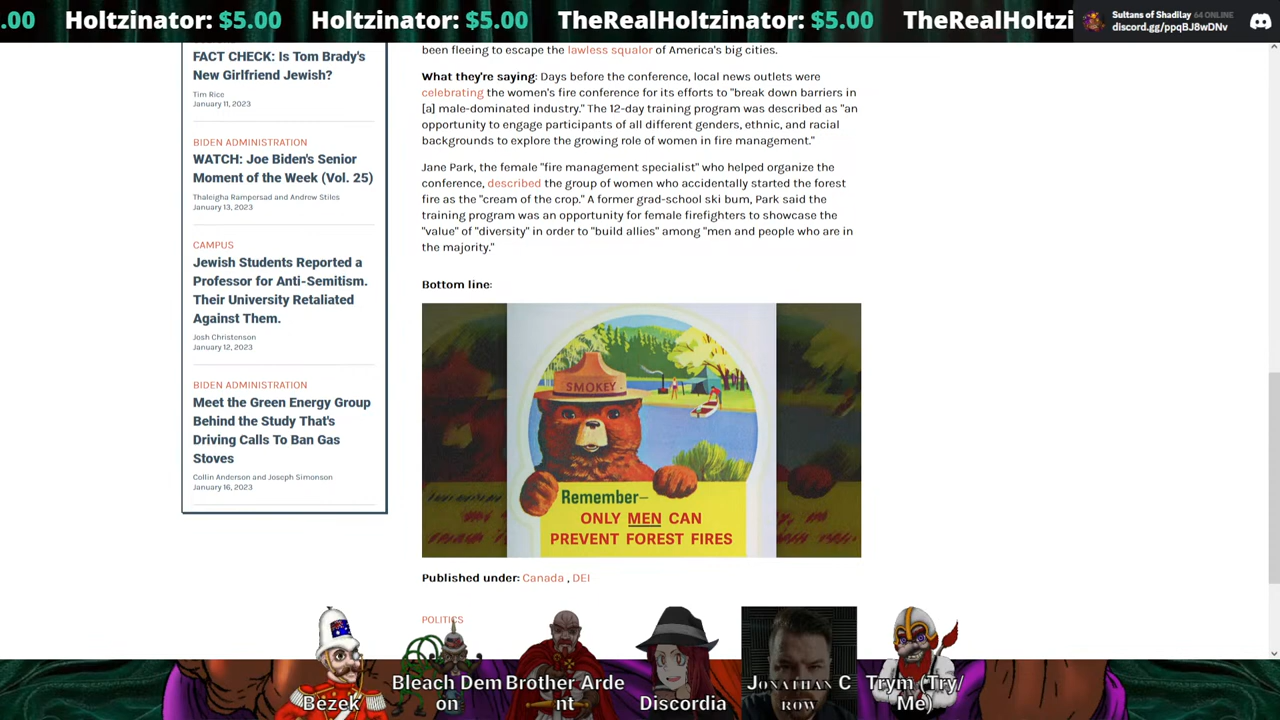 .00 Holtzinator: $5.00 Holtzinator: $5.00 TheRealHoltzinator: $5.00 TheRealHoltzi
Sultans of Shadilay 64 ONLINE
discord.gg/ppqBJ8wDNv
FACT CHECK: Is Tom Brady's
New Girlfriend Jewish?
Tim Rice
January 11, 2023
BIDEN ADMINISTRATION
WATCH: Joe Biden's Senior
Moment of the Week (Vol. 25)
Thaleigha Rampersad and Andrew Stiles
January 13, 2023
CAMPUS
Jewish Students Reported a
Professor for Anti-Semitism.
Their University Retaliated
Against Them.
Josh Christenson
January 12, 2023
BIDEN ADMINISTRATION
Meet the Green Energy Group
Behind the Study That's
Driving Calls To Ban Gas
Stoves
Collin Anderson and Joseph Simonson
January 16, 2023
been fleeing to escape the lawless squalor of America's big cities.
What they're saying: Days before the conference, local news outlets were
celebrating the women's fire conference for its efforts to "break down barriers in
[a] male-dominated industry." The 12-day training program was described as "an
opportunity to engage participants of all different genders, ethnic, and racial
backgrounds to explore the growing role of women in fire management."
Jane Park, the female "fire management specialist" who helped organize the
conference, described the group of women who accidentally started the forest
fire as the "cream of the crop." A former grad-school ski bum, Park said the
training program was an opportunity for female firefighters to showcase the
"value" of "diversity" in order to "build allies" among "men and people who are in
the majority."
Bottom line:
SMOKEY
Remember—
ONLY MEN CAN
PREVENT FOREST FIRES
Published under: Canada , DEI
POLITICS
Bezek
Bleach Dem
on
Brother Arde
nt
Discordia
Jonathan C
row
Trym (Try/
Me)